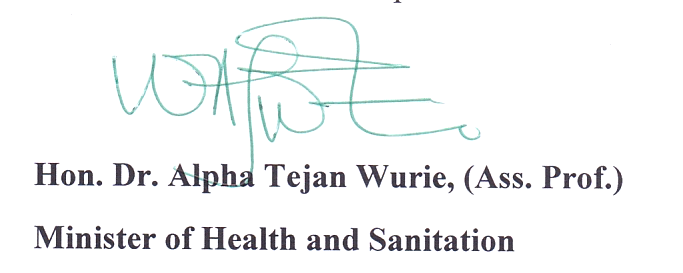 Hon. Dr. Alpha Tejan Wurie, (Ass. Prof.)
Minister of Health and Sanitation